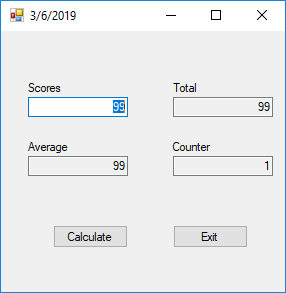 3/6/2019
Scores Total
99 99
Average Counter
99 1
Calculate Exit